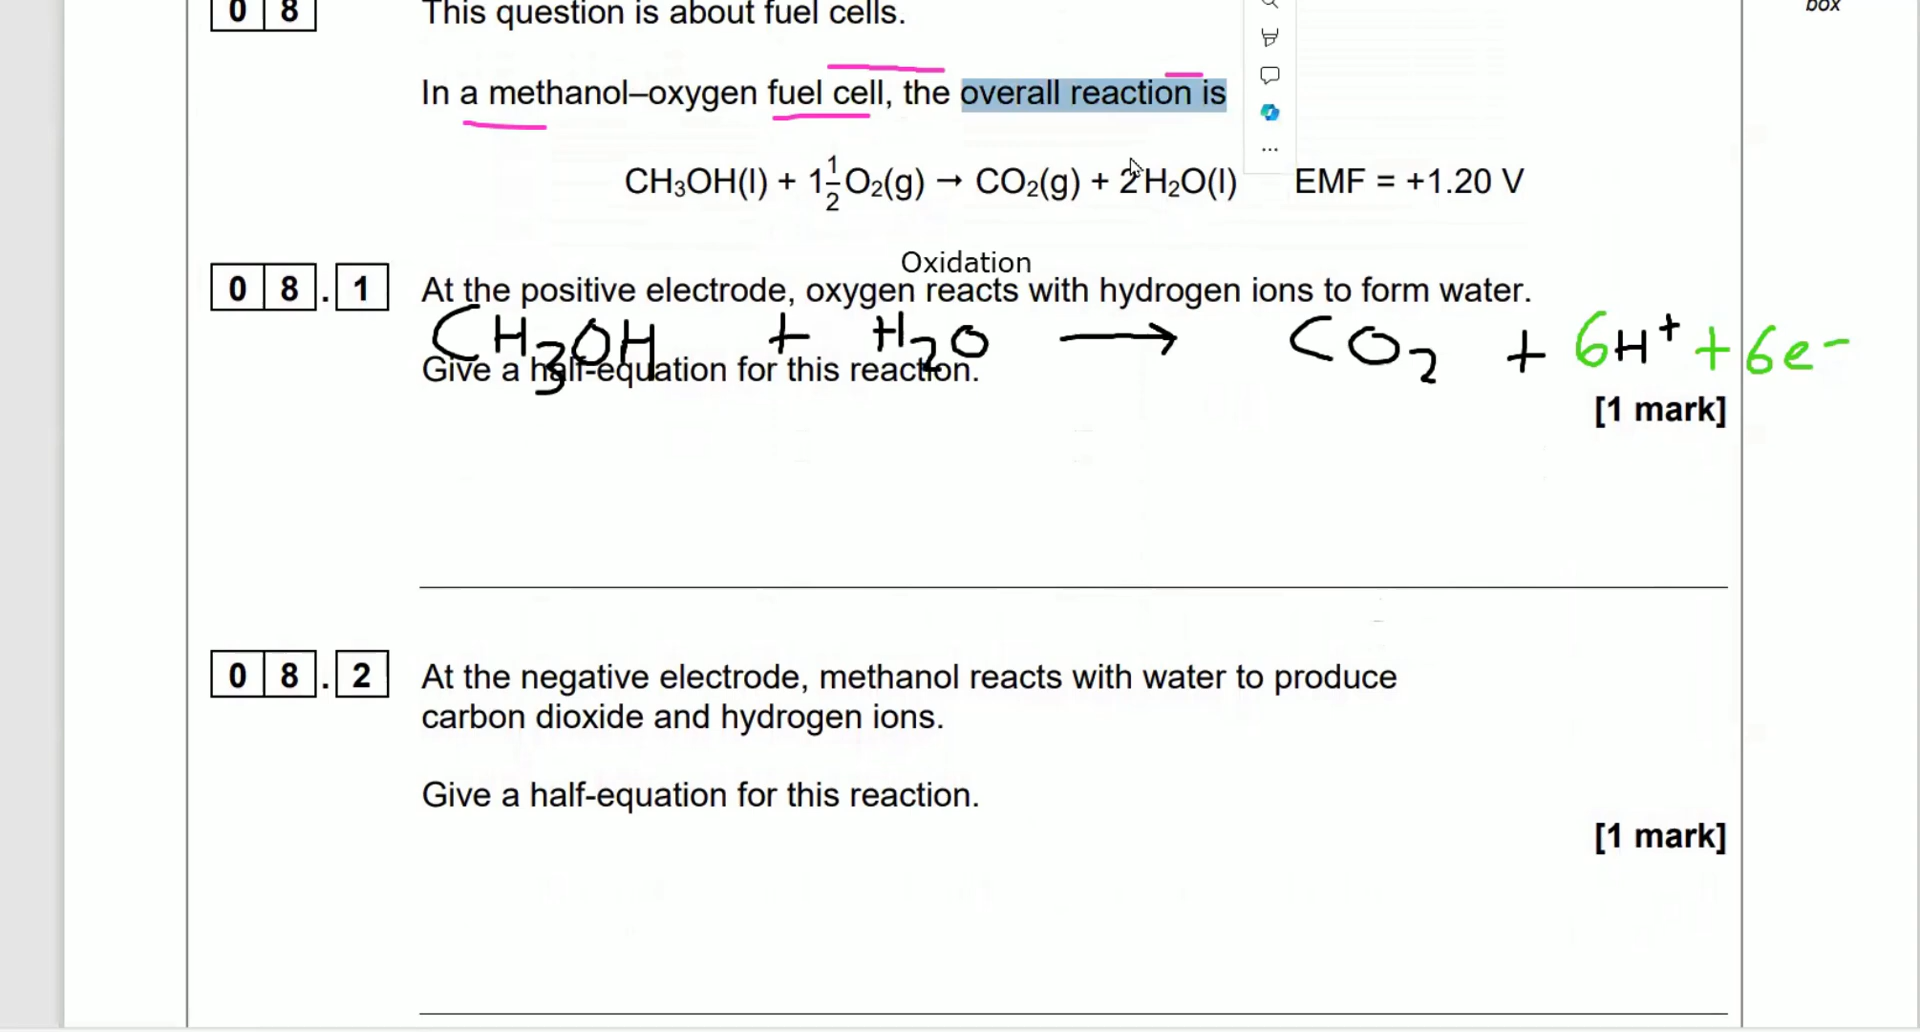 box
0 8 This question is about fuel cells.
In a methanol–oxygen fuel cell, the overall reaction is
CH₃OH(l) + 1½O₂(g) → CO₂(g) + 2H₂O(l) EMF = +1.20 V
Oxidation
0 8 . 1 At the positive electrode, oxygen reacts with hydrogen ions to form water.
CH₃OH + H₂O → CO₂ + 6H⁺ + 6e⁻
Give a half-equation for this reaction.
[1 mark]
0 8 . 2 At the negative electrode, methanol reacts with water to produce
carbon dioxide and hydrogen ions.
Give a half-equation for this reaction.
[1 mark]